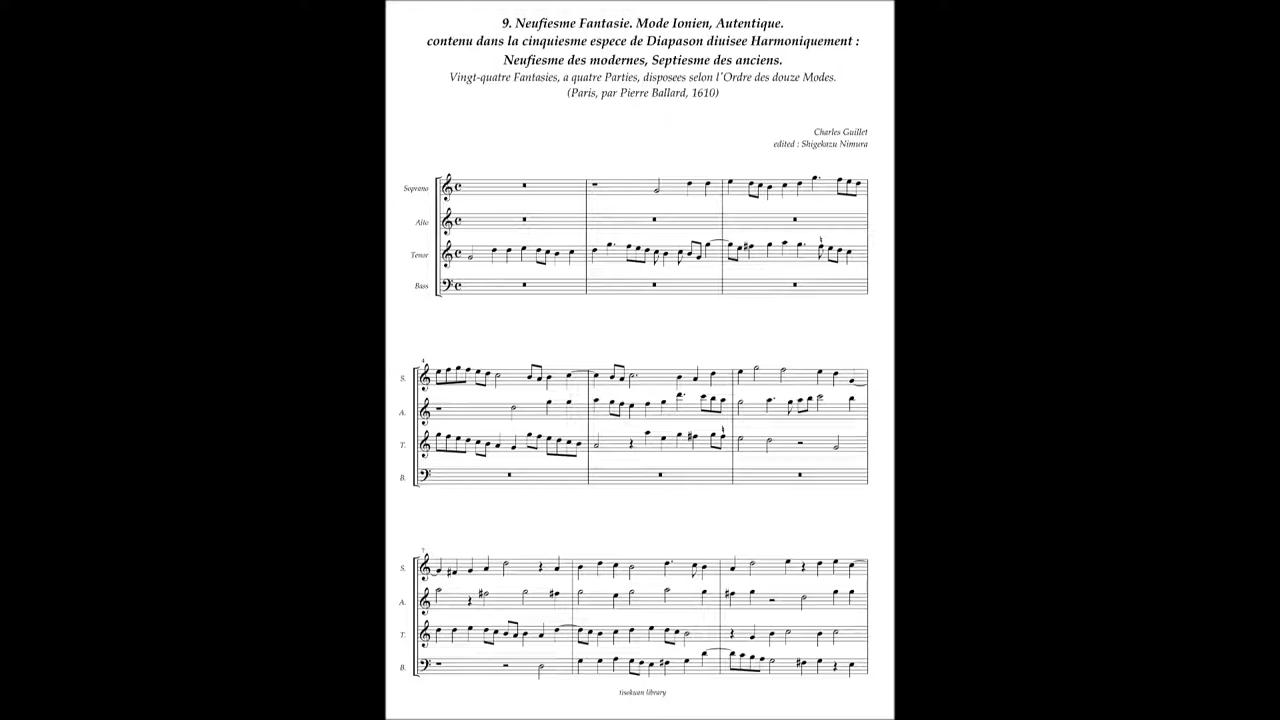 9. Neufiesme Fantasie. Mode Ionien, Autentique.
contenu dans la cinquiesme espece de Diapason diuisee Harmoniquement :
Neufiesme des modernes, Septiesme des anciens.
Vingt-quatre Fantasies, a quatre Parties, disposees selon l'Ordre des douze Modes.
(Paris, par Pierre Ballard, 1610)
Charles Guillet
edited : Shigekazu Nimura
Soprano
Alto
Tenor
Bass
4
S.
A.
T.
B.
7
S.
A.
T.
B.
tisekuan library